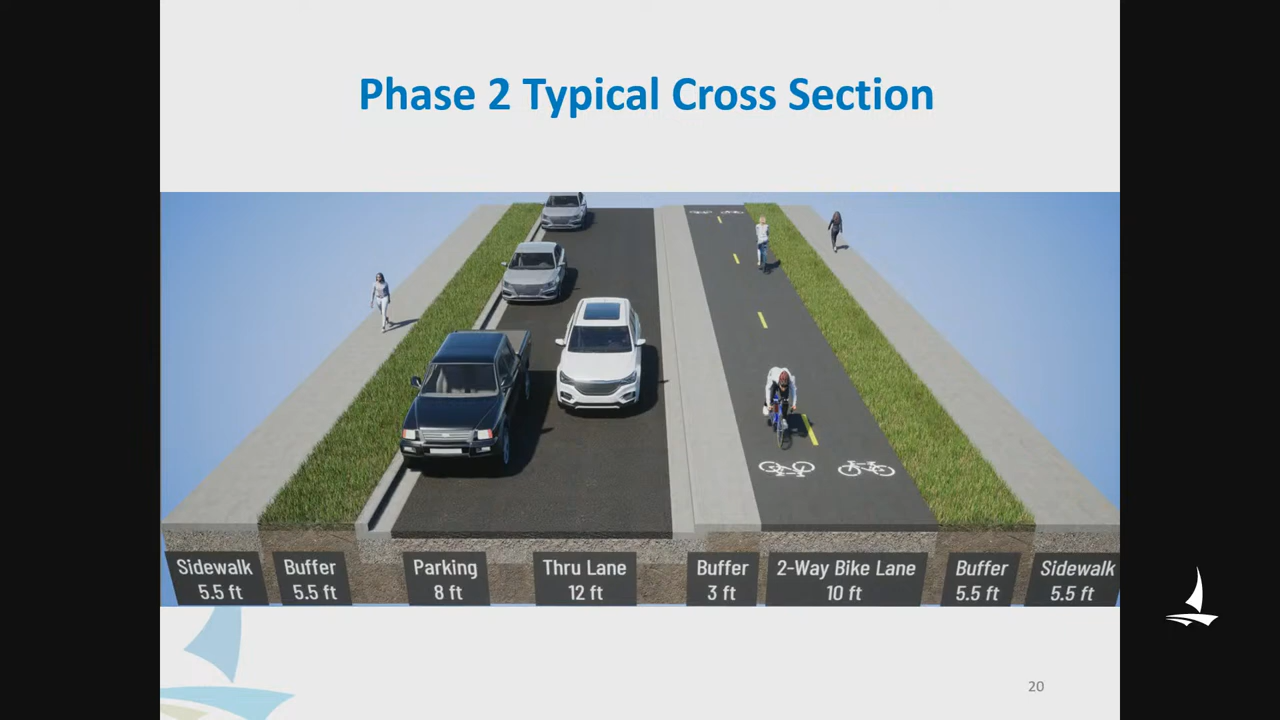 Phase 2 Typical Cross Section
Sidewalk
5.5 ft
Buffer
5.5 ft
Parking
8 ft
Thru Lane
12 ft
Buffer
3 ft
2-Way Bike Lane
10 ft
Buffer
5.5 ft
Sidewalk
5.5 ft
20